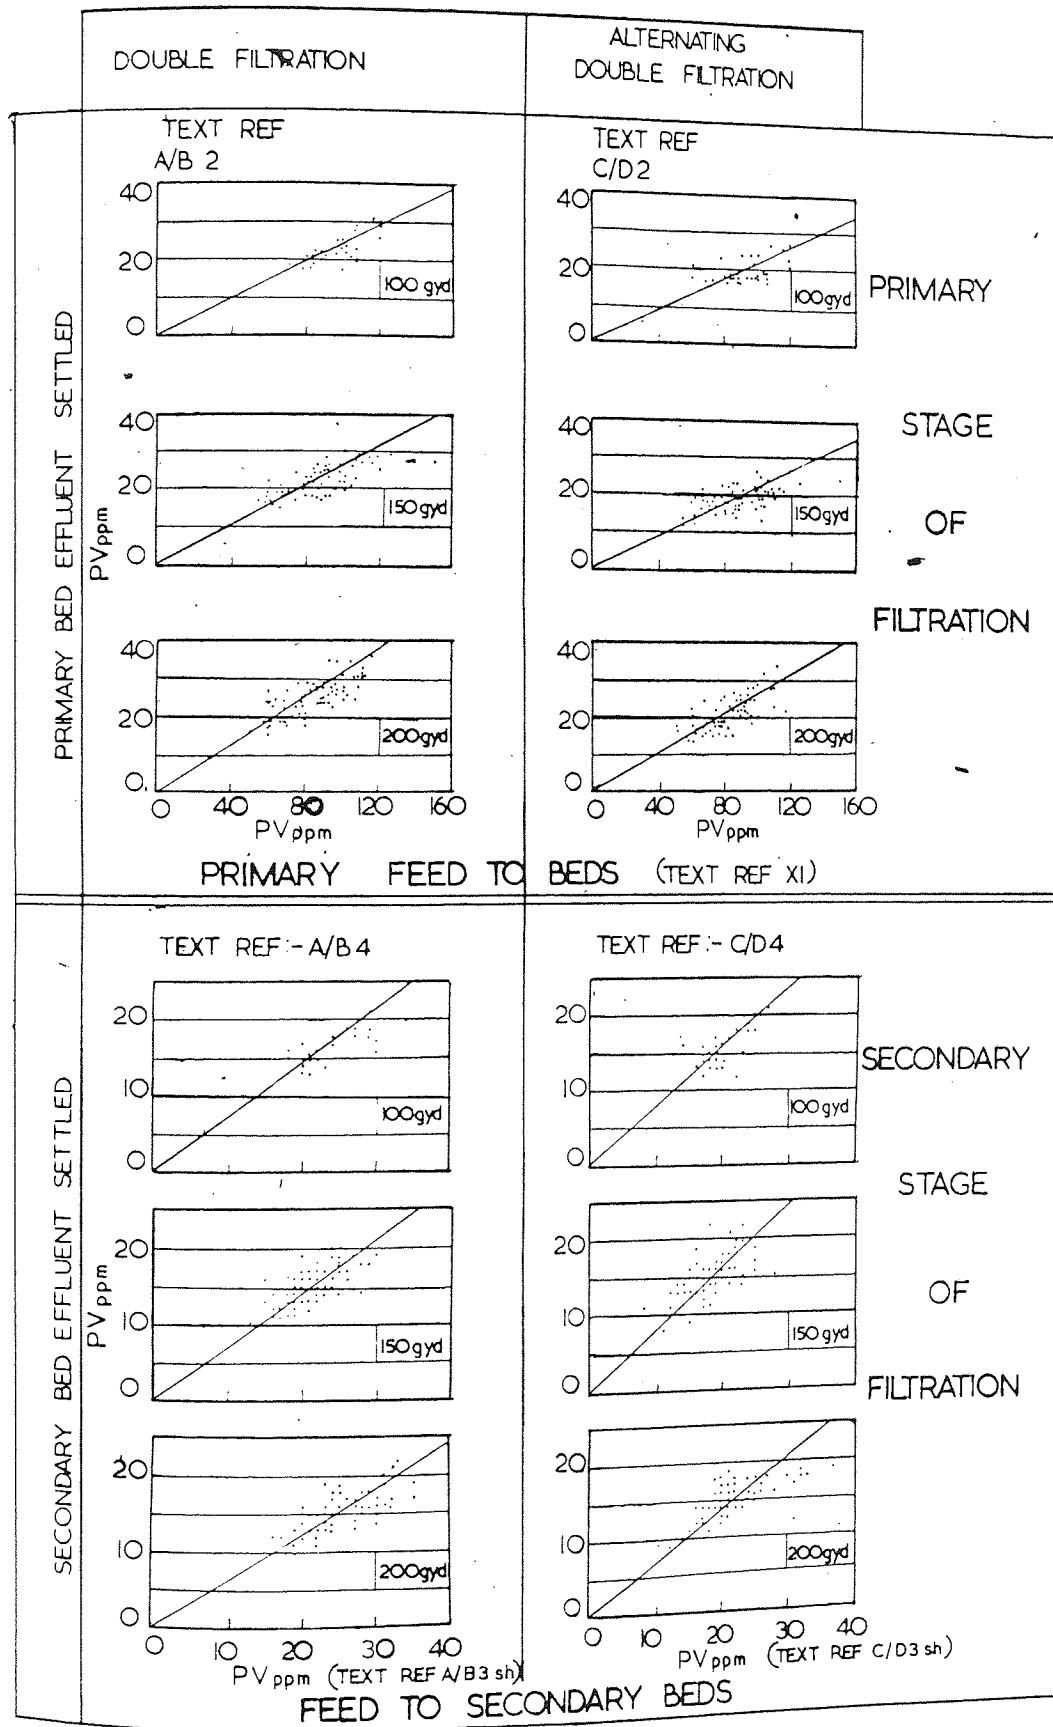 DOUBLE FILTRATION
ALTERNATING
DOUBLE FILTRATION
PRIMARY BED EFFLUENT SETTLED
PVppm
TEXT REF
A/B 2
40
20
0
100 gyd
40
20
0
150 gyd
40
20
0
200gyd
0 40 80 120 160
PVppm
TEXT REF
C/D2
40
20
0
100gyd
40
20
0
150gyd
40
20
0
200gyd
0 40 80 120 160
PVppm
PRIMARY
STAGE
OF
FILTRATION
PRIMARY FEED TO BEDS (TEXT REF XI)
SECONDARY BED EFFLUENT SETTLED
PVppm
TEXT REF:- A/B4
20
10
0
100gyd
20
10
0
150gyd
20
10
0
200gyd
0 10 20 30 40
PVppm (TEXT REF A/B3 sh)
TEXT REF:- C/D4
20
10
0
100gyd
20
10
0
150gyd
20
10
0
200gyd
0 10 20 30 40
PVppm (TEXT REF C/D3 sh)
SECONDARY
STAGE
OF
FILTRATION
FEED TO SECONDARY BEDS